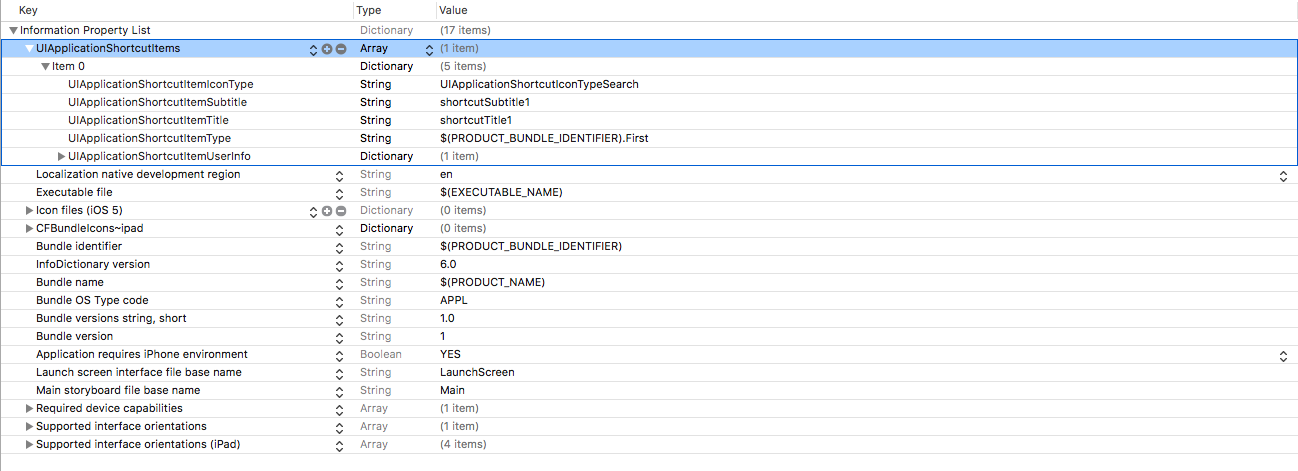 Key Type Value
Information Property List Dictionary (17 items)
UIApplicationShortcutItems Array (1 item)
Item 0 Dictionary (5 items)
UIApplicationShortcutItemIconType String UIApplicationShortcutIconTypeSearch
UIApplicationShortcutItemSubtitle String shortcutSubtitle1
UIApplicationShortcutItemTitle String shortcutTitle1
UIApplicationShortcutItemType String $(PRODUCT_BUNDLE_IDENTIFIER).First
UIApplicationShortcutItemUserInfo Dictionary (1 item)
Localization native development region String en
Executable file String $(EXECUTABLE_NAME)
Icon files (iOS 5) Dictionary (0 items)
CFBundleIcons~ipad Dictionary (0 items)
Bundle identifier String $(PRODUCT_BUNDLE_IDENTIFIER)
InfoDictionary version String 6.0
Bundle name String $(PRODUCT_NAME)
Bundle OS Type code String APPL
Bundle versions string, short String 1.0
Bundle version String 1
Application requires iPhone environment Boolean YES
Launch screen interface file base name String LaunchScreen
Main storyboard file base name String Main
Required device capabilities Array (1 item)
Supported interface orientations Array (1 item)
Supported interface orientations (iPad) Array (4 items)